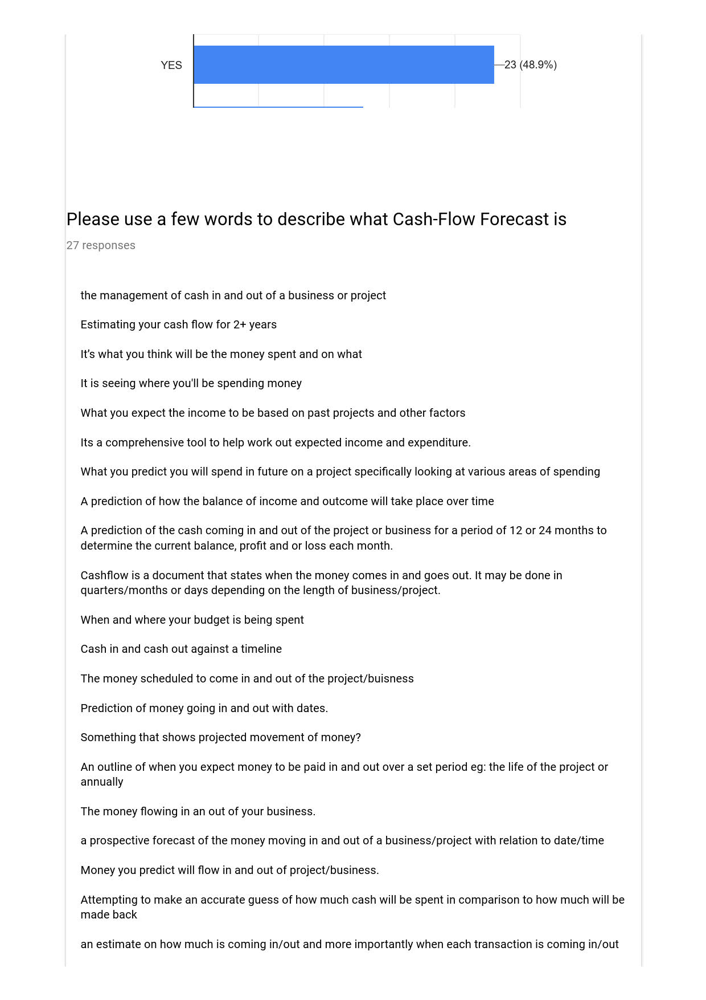 YES
23 (48.9%)
Please use a few words to describe what Cash-Flow Forecast is
27 responses
the management of cash in and out of a business or project
Estimating your cash flow for 2+ years
It’s what you think will be the money spent and on what
It is seeing where you'll be spending money
What you expect the income to be based on past projects and other factors
Its a comprehensive tool to help work out expected income and expenditure.
What you predict you will spend in future on a project specifically looking at various areas of spending
A prediction of how the balance of income and outcome will take place over time
A prediction of the cash coming in and out of the project or business for a period of 12 or 24 months to
determine the current balance, profit and or loss each month.
Cashflow is a document that states when the money comes in and goes out. It may be done in
quarters/months or days depending on the length of business/project.
When and where your budget is being spent
Cash in and cash out against a timeline
The money scheduled to come in and out of the project/buisness
Prediction of money going in and out with dates.
Something that shows projected movement of money?
An outline of when you expect money to be paid in and out over a set period eg: the life of the project or
annually
The money flowing in an out of your business.
a prospective forecast of the money moving in and out of a business/project with relation to date/time
Money you predict will flow in and out of project/business.
Attempting to make an accurate guess of how much cash will be spent in comparison to how much will be
made back
an estimate on how much is coming in/out and more importantly when each transaction is coming in/out